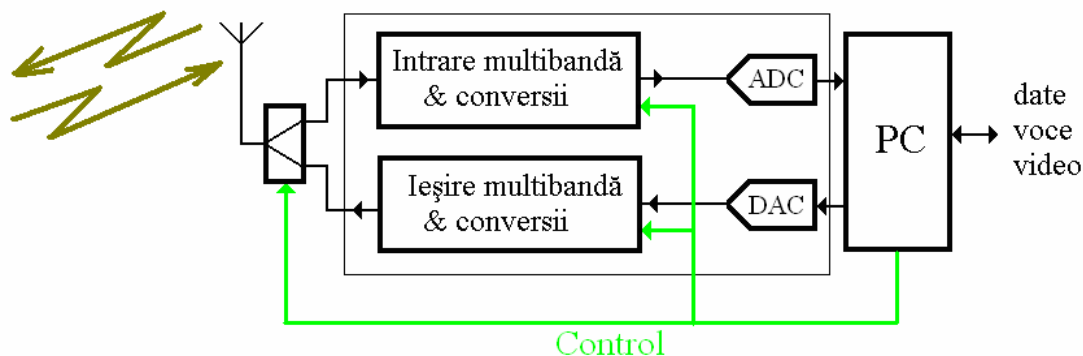 Intrare multibandă
& conversii
ADC
PC
date
voce
video
Ieşire multibandă
& conversii
DAC
Control